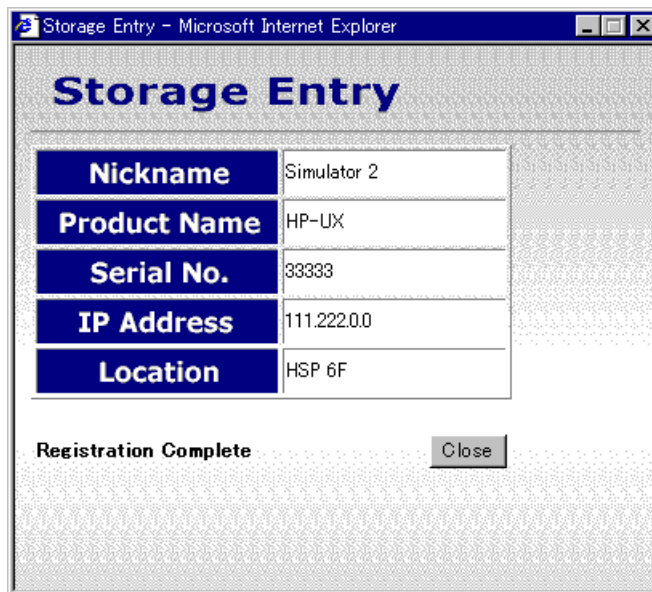 Storage Entry - Microsoft Internet Explorer
Storage Entry
Nickname Simulator 2
Product Name HP-UX
Serial No. 33333
IP Address 111.222.0.0
Location HSP 6F
Registration Complete Close